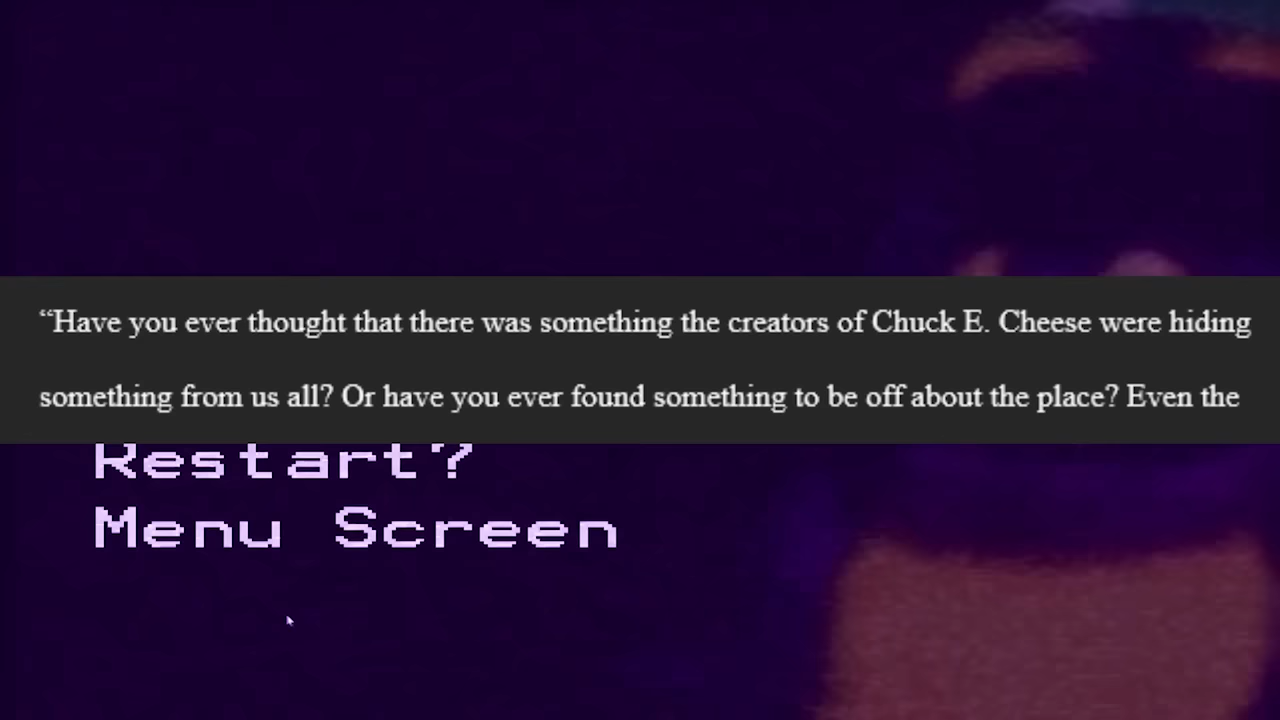 “Have you ever thought that there was something the creators of Chuck E. Cheese were hiding
something from us all? Or have you ever found something to be off about the place? Even the
Restart?
Menu Screen